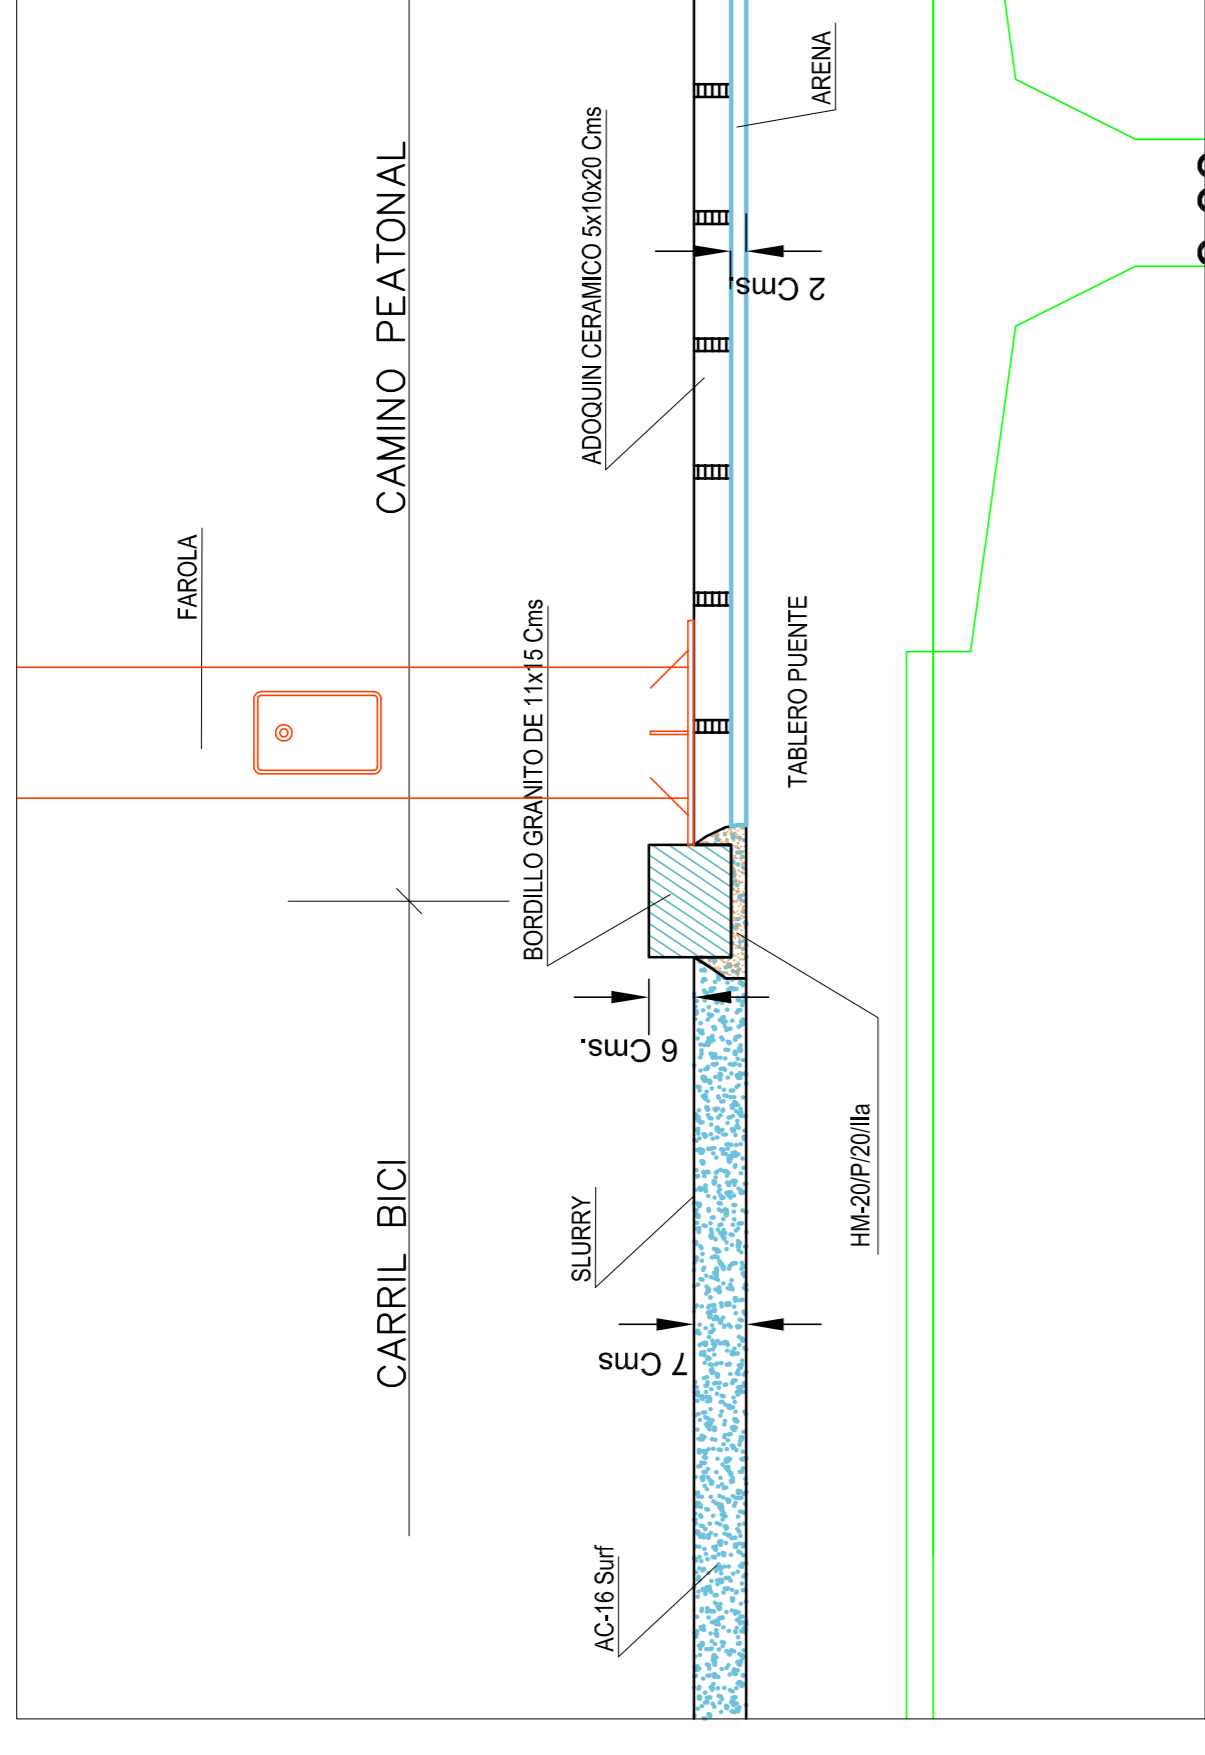 FAROLA
CARRIL BICI
CAMINO PEATONAL
BORDILLO GRANITO DE 11x15 Cms
ADOQUIN CERAMICO 5x10x20 Cms
AC-16 Surf
SLURRY
6 Cms.
7 Cms
2 Cms.
ARENA
TABLERO PUENTE
HM-20/P/20/IIa